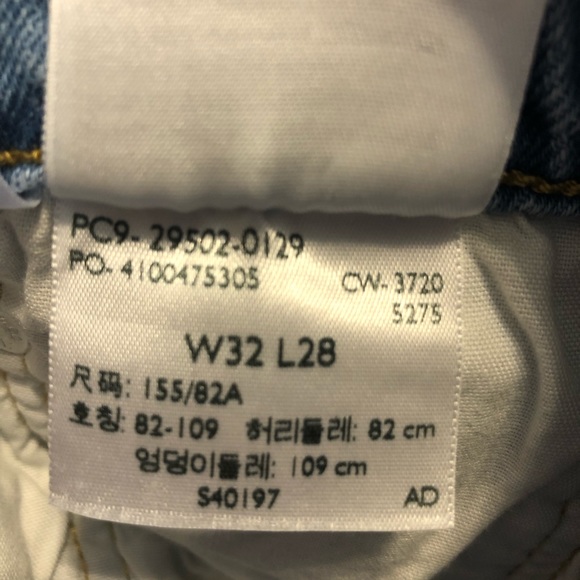 PC9- 29502-0129
PO- 4100475305 CW- 3720
5275
W32 L28
尺码: 155/82A
호칭: 82-109 허리둘레: 82 cm
엉덩이둘레: 109 cm
S40197 AD